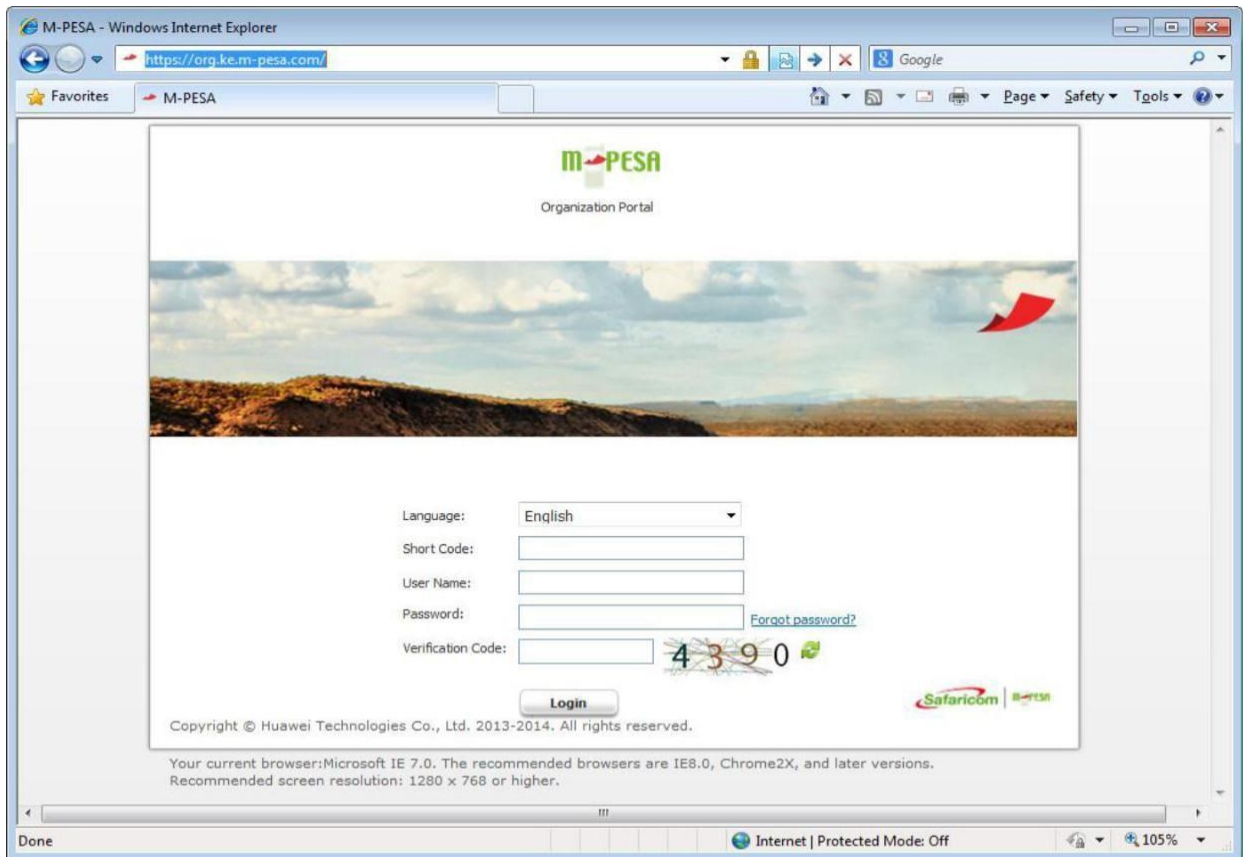 M-PESA - Windows Internet Explorer
https://org.ke.m-pesa.com/
Google
Favorites
M-PESA
Page
Safety
Tools
M-PESA
Organization Portal
Language:
English
Short Code:
User Name:
Password:
Forgot password?
Verification Code:
4390
Login
Safaricom
M-PESA
Copyright © Huawei Technologies Co., Ltd. 2013-2014. All rights reserved.
Your current browser:Microsoft IE 7.0. The recommended browsers are IE8.0, Chrome2X, and later versions.
Recommended screen resolution: 1280 x 768 or higher.
Done
Internet | Protected Mode: Off
105%